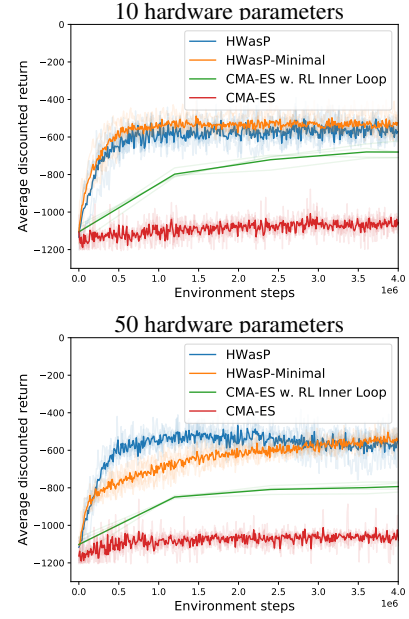 10 hardware parameters
0
−200
−400
−600
−800
−1000
−1200
Average discounted return
HWasP
HWasP-Minimal
CMA-ES w. RL Inner Loop
CMA-ES
0.0 0.5 1.0 1.5 2.0 2.5 3.0 3.5 4.0
Environment steps
1e6
50 hardware parameters
0
−200
−400
−600
−800
−1000
−1200
Average discounted return
HWasP
HWasP-Minimal
CMA-ES w. RL Inner Loop
CMA-ES
0.0 0.5 1.0 1.5 2.0 2.5 3.0 3.5 4.0
Environment steps
1e6